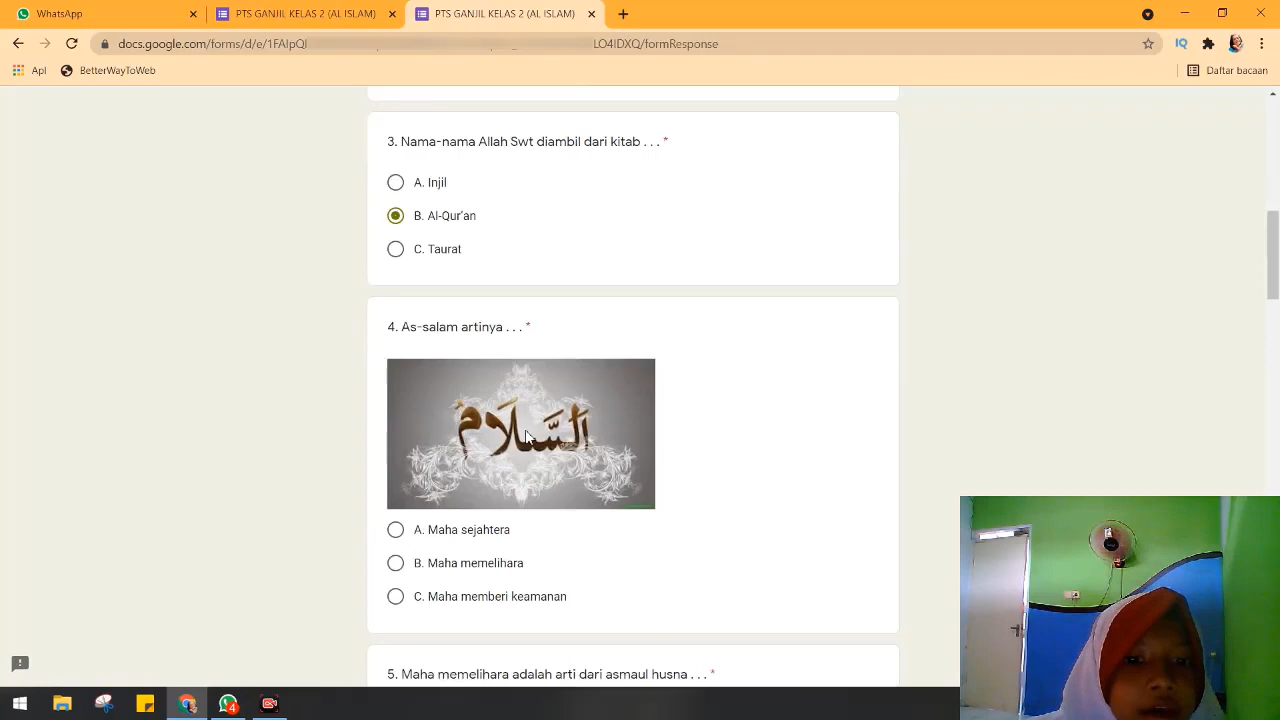 WhatsApp
PTS GANJIL KELAS 2 (AL ISLAM)
PTS GANJIL KELAS 2 (AL ISLAM)
docs.google.com/forms/d/e/1FAIpQl
LO4IDXQ/formResponse
IQ
Apl
BetterWayToWeb
Daftar bacaan
3. Nama-nama Allah Swt diambil dari kitab . . . *
A. Injil
B. Al-Qur'an
C. Taurat
4. As-salam artinya . . . *
اَلسَّلَامُ
A. Maha sejahtera
B. Maha memelihara
C. Maha memberi keamanan
5. Maha memelihara adalah arti dari asmaul husna . . . *
4